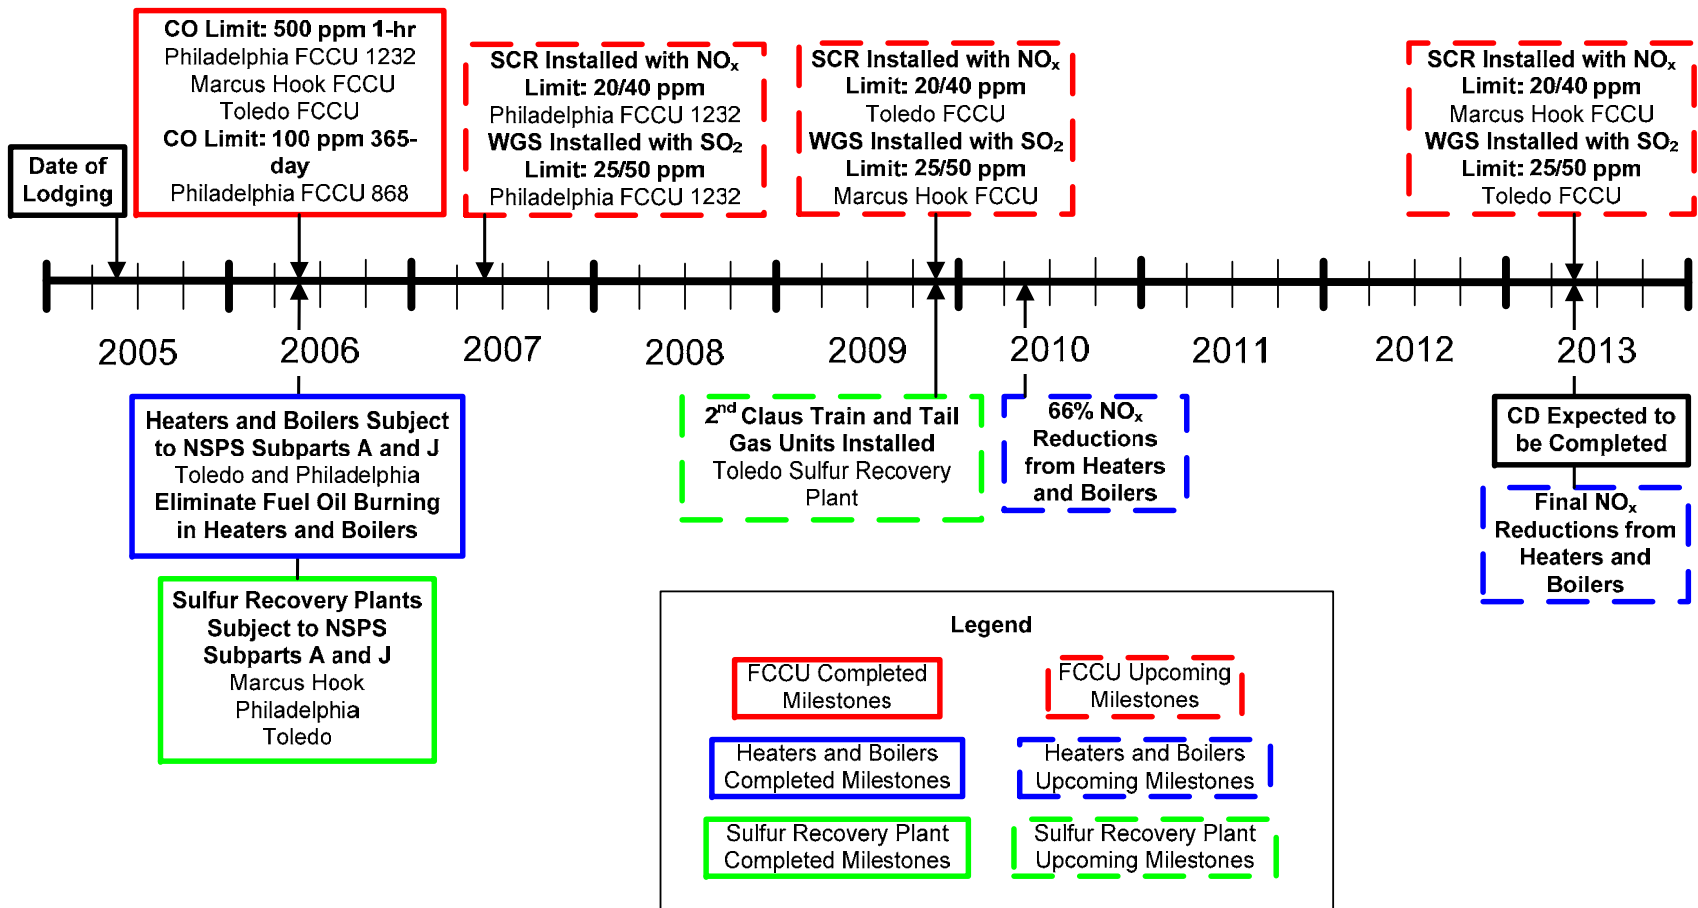 CO Limit: 500 ppm 1-hr
Philadelphia FCCU 1232
Marcus Hook FCCU
Toledo FCCU
CO Limit: 100 ppm 365-
day
Philadelphia FCCU 868
SCR Installed with NOₓ
Limit: 20/40 ppm
Philadelphia FCCU 1232
WGS Installed with SO₂
Limit: 25/50 ppm
Philadelphia FCCU 1232
SCR Installed with NOₓ
Limit: 20/40 ppm
Toledo FCCU
WGS Installed with SO₂
Limit: 25/50 ppm
Marcus Hook FCCU
SCR Installed with NOₓ
Limit: 20/40 ppm
Marcus Hook FCCU
WGS Installed with SO₂
Limit: 25/50 ppm
Toledo FCCU
Date of
Lodging
2005
2006
2007
2008
2009
2010
2011
2012
2013
Heaters and Boilers Subject
to NSPS Subparts A and J
Toledo and Philadelphia
Eliminate Fuel Oil Burning
in Heaters and Boilers
Sulfur Recovery Plants
Subject to NSPS
Subparts A and J
Marcus Hook
Philadelphia
Toledo
2ⁿᵈ Claus Train and Tail
Gas Units Installed
Toledo Sulfur Recovery
Plant
66% NOₓ
Reductions
from Heaters
and Boilers
CD Expected to
be Completed
Final NOₓ
Reductions from
Heaters and
Boilers
Legend
FCCU Completed
Milestones
FCCU Upcoming
Milestones
Heaters and Boilers
Completed Milestones
Heaters and Boilers
Upcoming Milestones
Sulfur Recovery Plant
Completed Milestones
Sulfur Recovery Plant
Upcoming Milestones